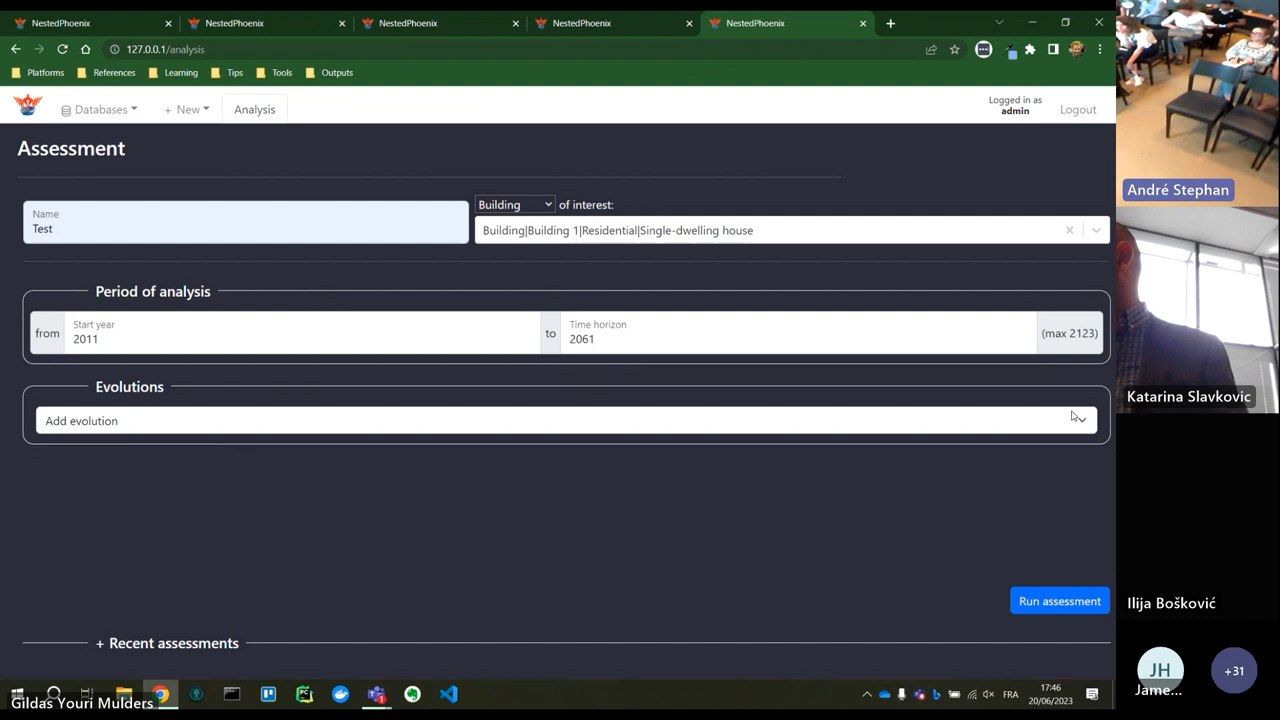 NestedPhoenix
NestedPhoenix
NestedPhoenix
NestedPhoenix
NestedPhoenix
127.0.0.1/analysis
Platforms
References
Learning
Tips
Tools
Outputs
Databases
+ New
Analysis
Logged in as
admin
Logout
Assessment
Name
Test
Building
of interest:
Building|Building 1|Residential|Single-dwelling house
Period of analysis
from
Start year
2011
to
Time horizon
2061
(max 2123)
Evolutions
Add evolution
Run assessment
+ Recent assessments
André Stephan
Katarina Slavkovic
Ilija Bošković
JH
Jame...
+31
Gildas Youri Mulders
FRA
17:46
20/06/2023